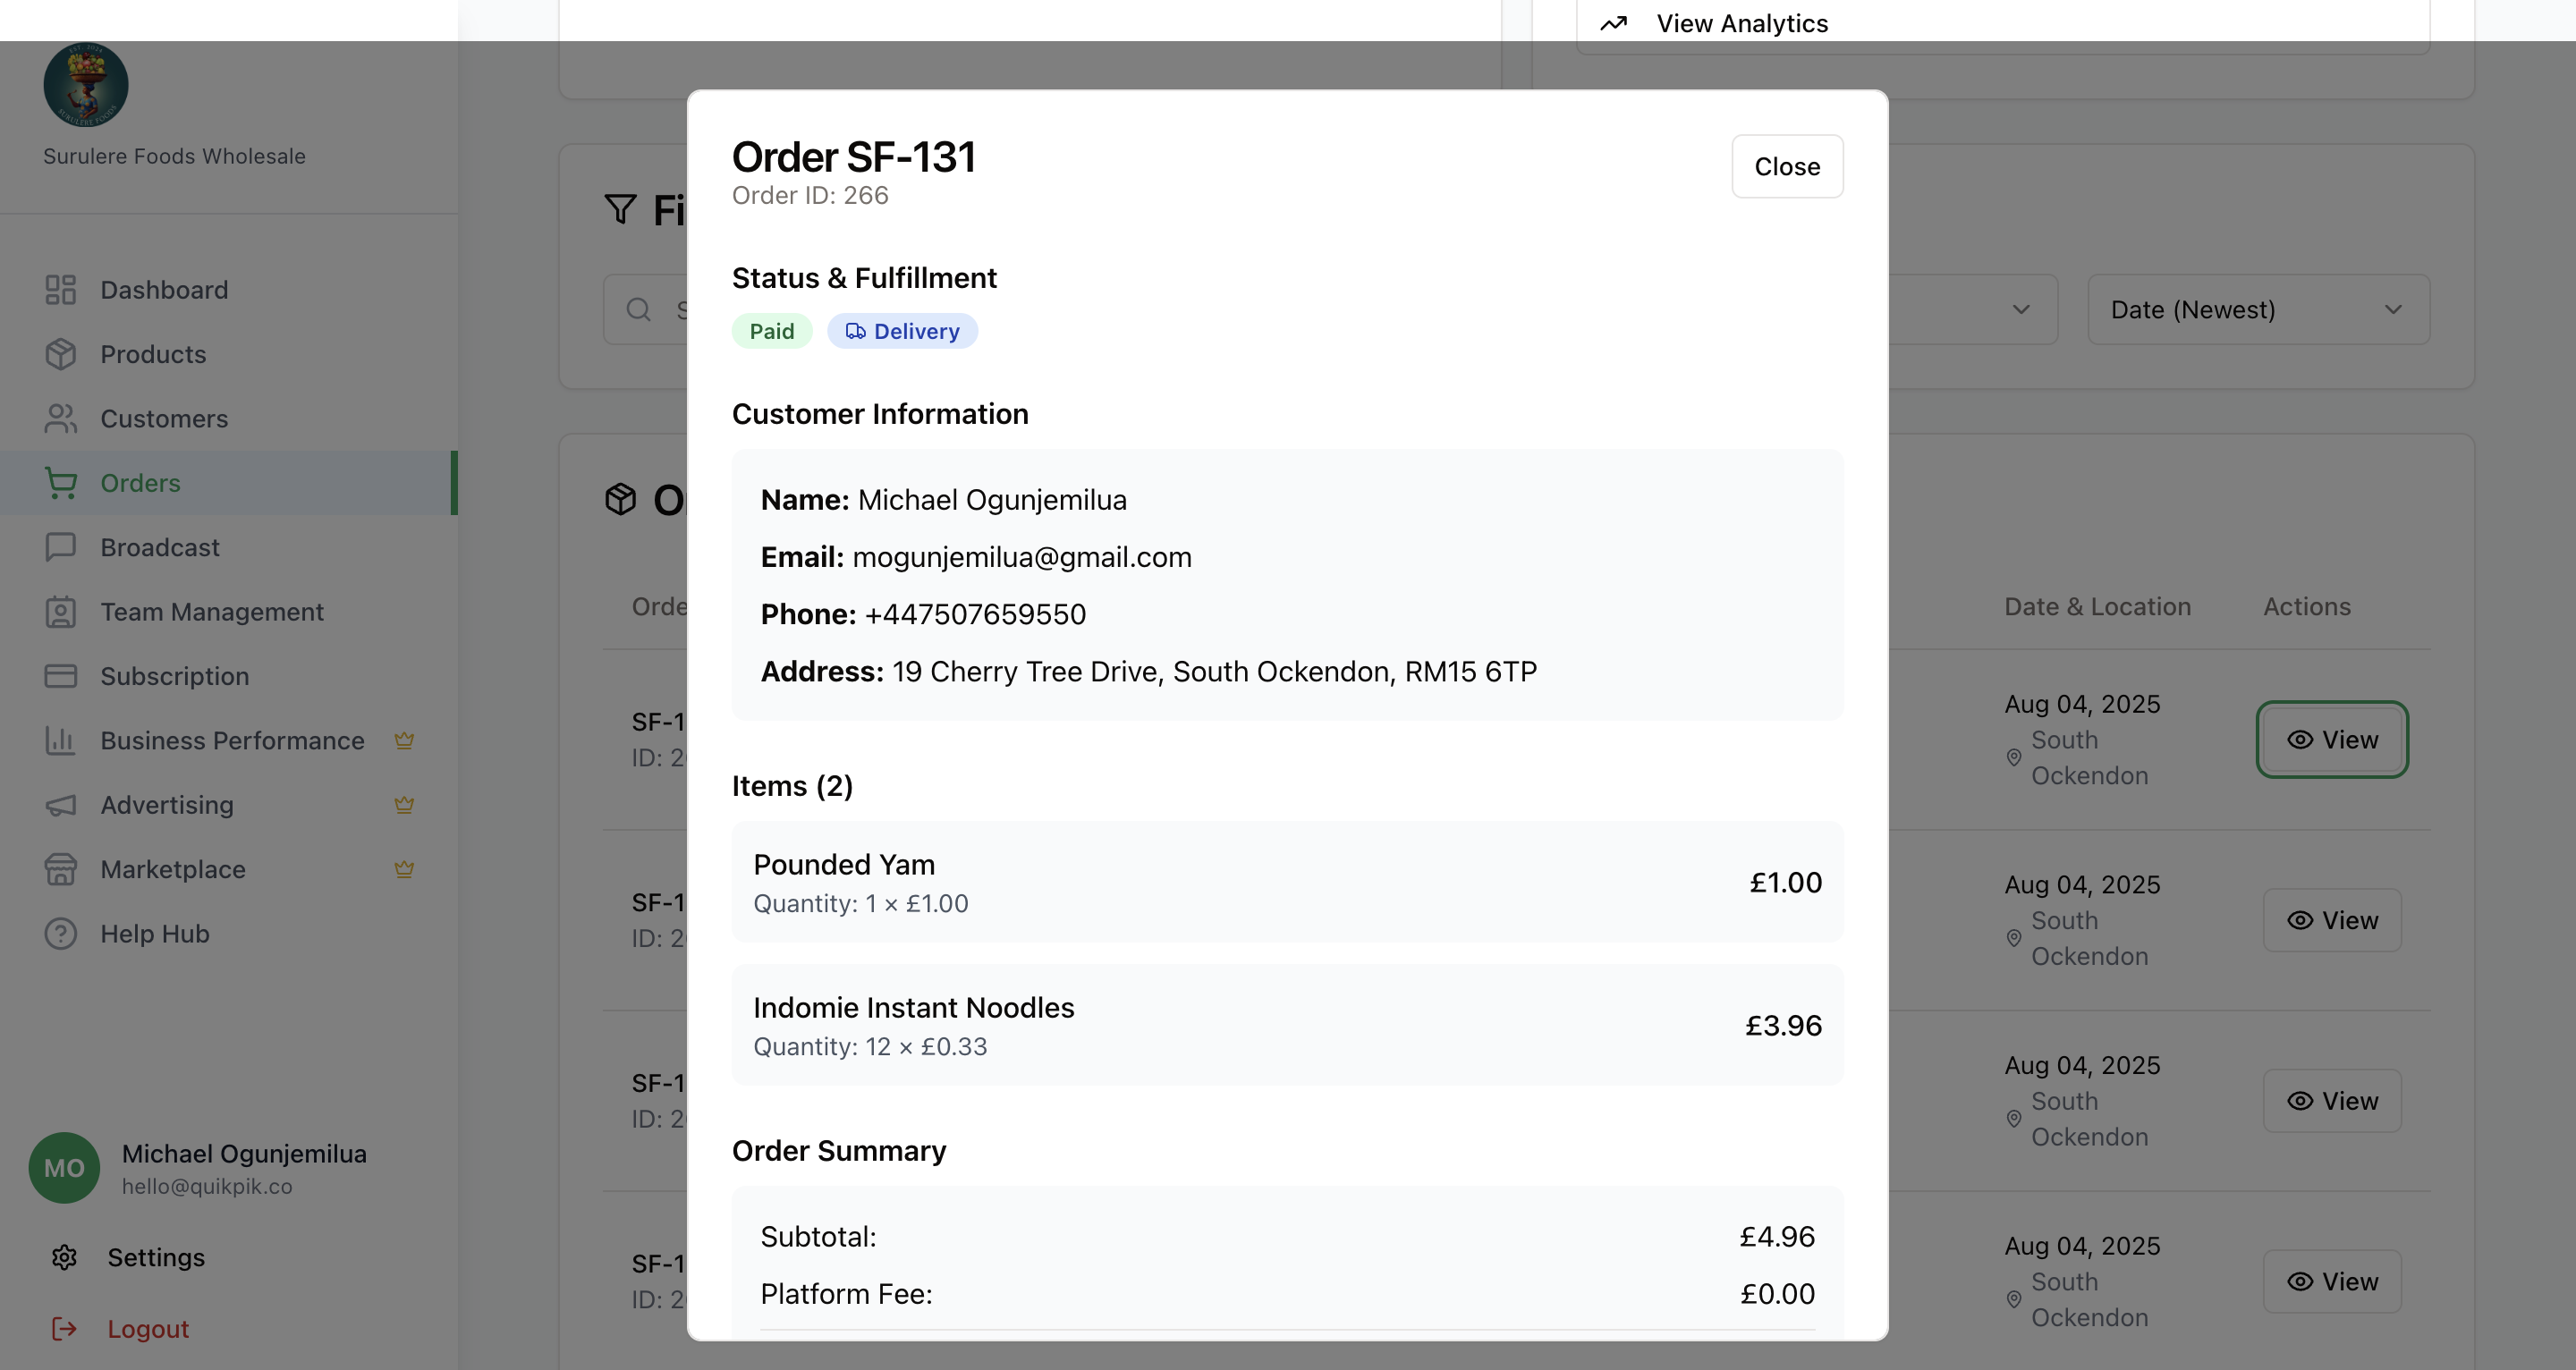 View Analytics
EST. 2024
SURULERE FOODS
Surulere Foods Wholesale
Dashboard
Products
Customers
Orders
Broadcast
Team Management
Subscription
Business Performance
Advertising
Marketplace
Help Hub
MO
Michael Ogunjemilua
hello@quikpik.co
Settings
Logout
Fi
S
Date (Newest)
O
Orde
Date & Location
Actions
SF-1
ID: 2
Aug 04, 2025
South
Ockendon
View
SF-1
ID: 2
Aug 04, 2025
South
Ockendon
View
SF-1
ID: 2
Aug 04, 2025
South
Ockendon
View
SF-1
ID: 2
Aug 04, 2025
South
Ockendon
View
Order SF-131
Order ID: 266
Close
Status & Fulfillment
Paid
Delivery
Customer Information
Name: Michael Ogunjemilua
Email: mogunjemilua@gmail.com
Phone: +447507659550
Address: 19 Cherry Tree Drive, South Ockendon, RM15 6TP
Items (2)
Pounded Yam
Quantity: 1 × £1.00
£1.00
Indomie Instant Noodles
Quantity: 12 × £0.33
£3.96
Order Summary
Subtotal: £4.96
Platform Fee: £0.00